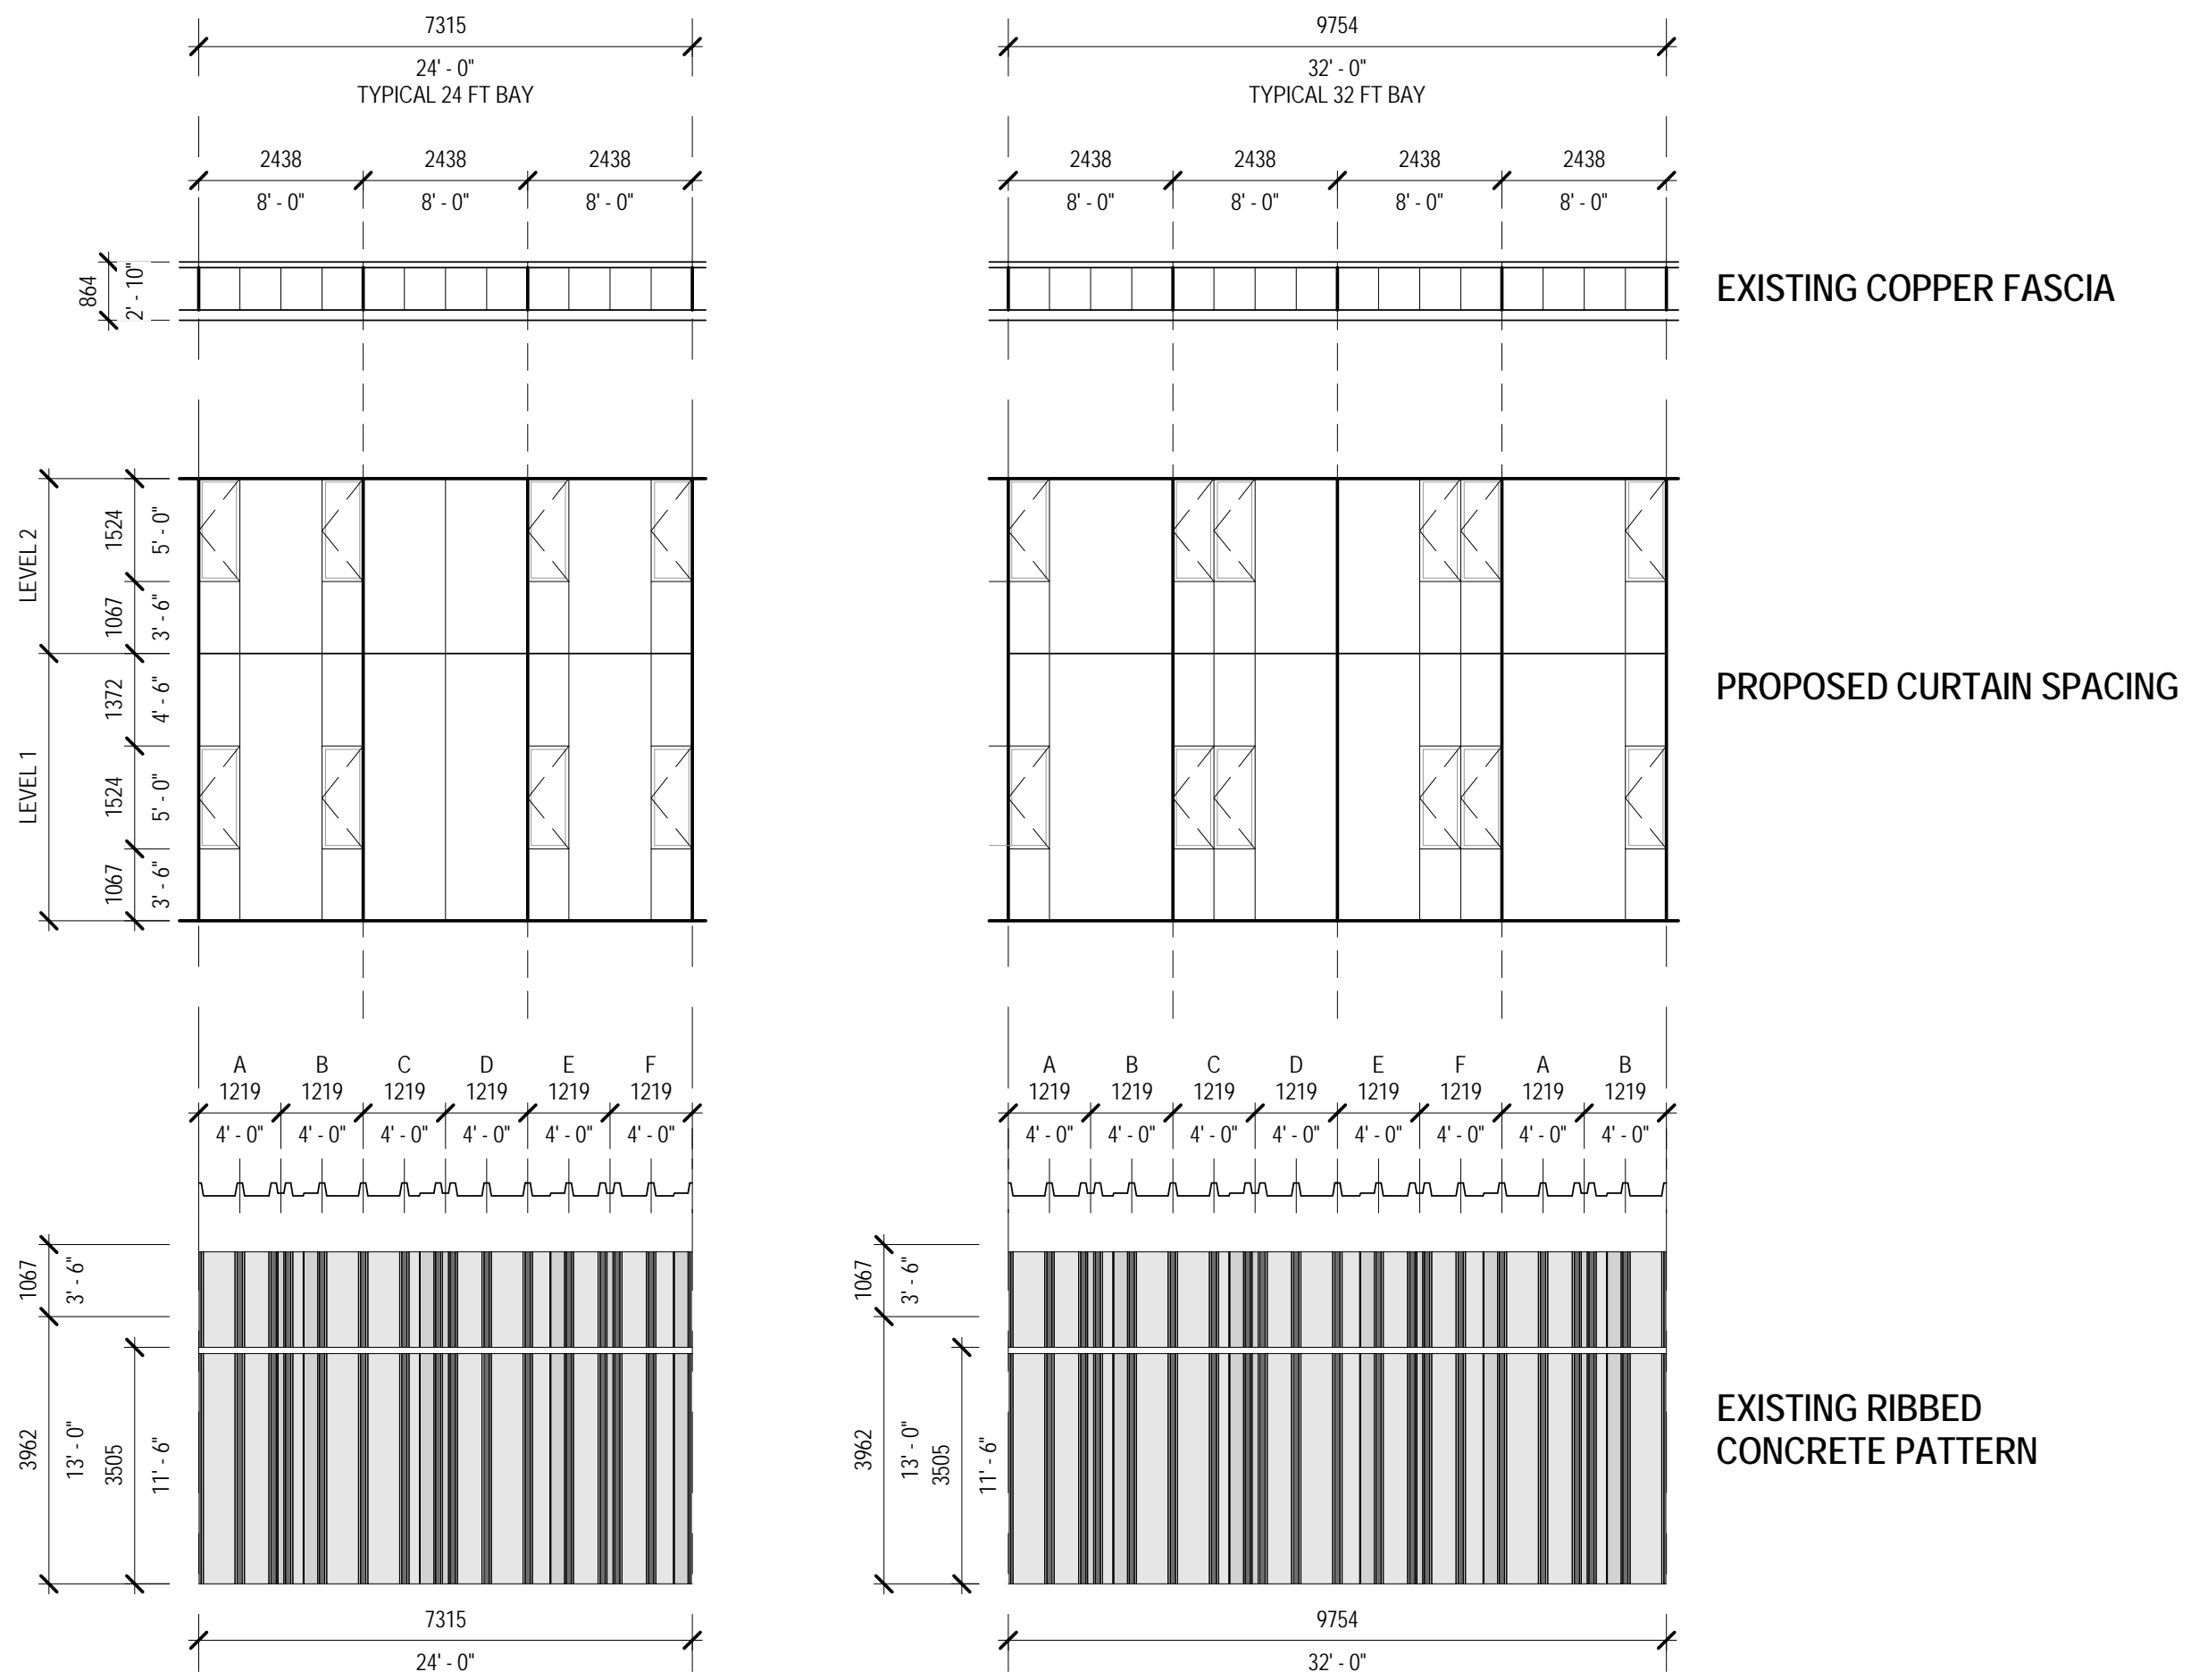 7315
24' - 0"
TYPICAL 24 FT BAY
9754
32' - 0"
TYPICAL 32 FT BAY
2438 2438 2438
8' - 0" 8' - 0" 8' - 0"
2438 2438 2438 2438
8' - 0" 8' - 0" 8' - 0" 8' - 0"
864
2' - 10"
EXISTING COPPER FASCIA
LEVEL 2
1524
5' - 0"
1067
3' - 6"
LEVEL 1
1372
4' - 6"
1524
5' - 0"
1067
3' - 6"
PROPOSED CURTAIN SPACING
A B C D E F
1219 1219 1219 1219 1219 1219
4' - 0" 4' - 0" 4' - 0" 4' - 0" 4' - 0" 4' - 0"
A B C D E F A B
1219 1219 1219 1219 1219 1219 1219 1219
4' - 0" 4' - 0" 4' - 0" 4' - 0" 4' - 0" 4' - 0" 4' - 0" 4' - 0"
1067
3' - 6"
3962
13' - 0"
3505
11' - 6"
1067
3' - 6"
3962
13' - 0"
3505
11' - 6"
EXISTING RIBBED
CONCRETE PATTERN
7315
24' - 0"
9754
32' - 0"